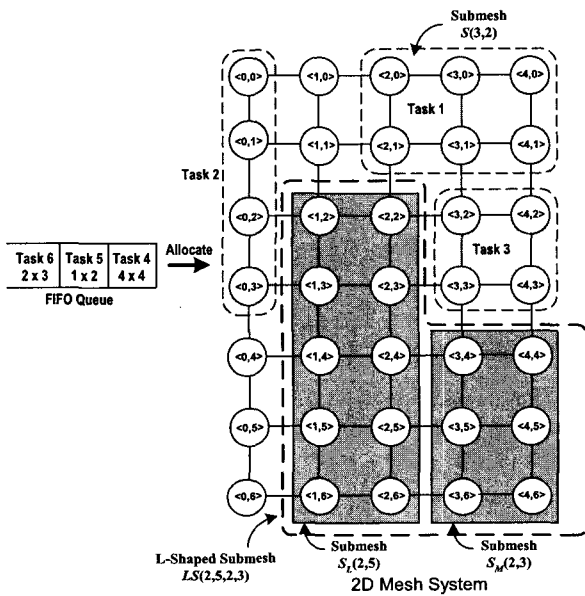 Submesh
S(3,2)
<0,0> <1,0> <2,0> <3,0> <4,0>
Task 1
<0,1> <1,1> <2,1> <3,1> <4,1>
Task 2
<0,2> <1,2> <2,2> <3,2> <4,2>
Task 6 Task 5 Task 4 Allocate
2 x 3 1 x 2 4 x 4
FIFO Queue
Task 3
<0,3> <1,3> <2,3> <3,3> <4,3>
<0,4> <1,4> <2,4> <3,4> <4,4>
<0,5> <1,5> <2,5> <3,5> <4,5>
<0,6> <1,6> <2,6> <3,6> <4,6>
L-Shaped Submesh
LS(2,5,2,3)
Submesh
S_L(2,5)
Submesh
S_M(2,3)
2D Mesh System